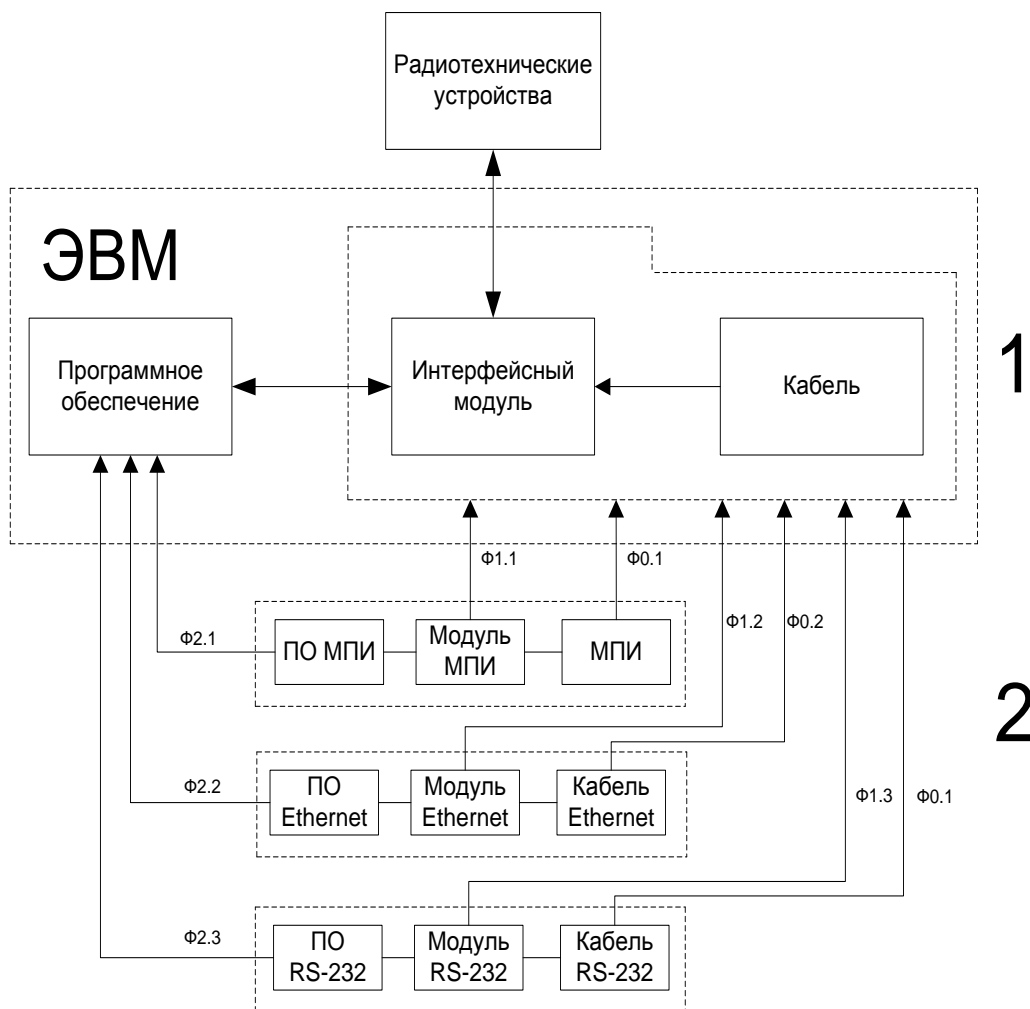 Радиотехнические
устройства
ЭВМ
Программное
обеспечение
Интерфейсный
модуль
Кабель
1
Ф1.1
Ф0.1
Ф1.2
Ф0.2
Ф2.1
ПО МПИ
Модуль
МПИ
МПИ
2
Ф2.2
ПО
Ethernet
Модуль
Ethernet
Кабель
Ethernet
Ф1.3
Ф0.1
Ф2.3
ПО
RS-232
Модуль
RS-232
Кабель
RS-232